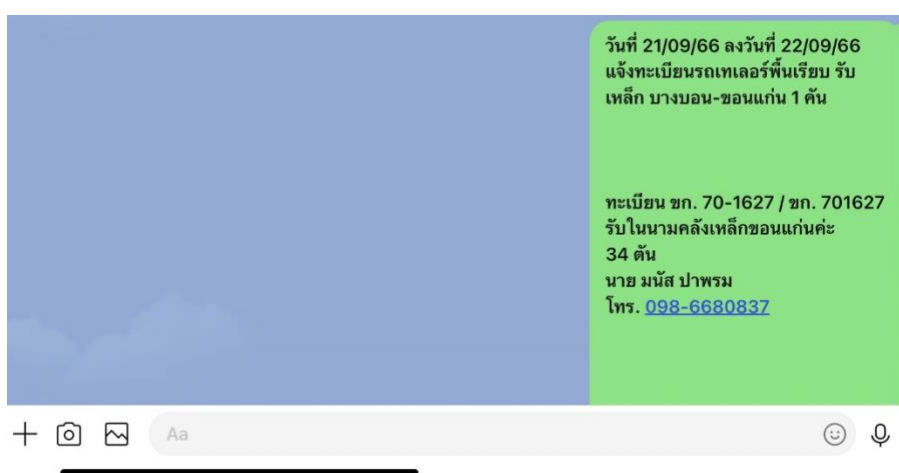 วันที่ 21/09/66 ลงวันที่ 22/09/66
แจ้งทะเบียนรถเทเลอร์พื้นเรียบ รับ
เหล็ก บางบอน-ขอนแก่น 1 คัน
ทะเบียน ขก. 70-1627 / ขก. 701627
รับในนามคลังเหล็กขอนแก่นค่ะ
34 ตัน
นาย มนัส ปาพรม
โทร. 098-6680837
Aa